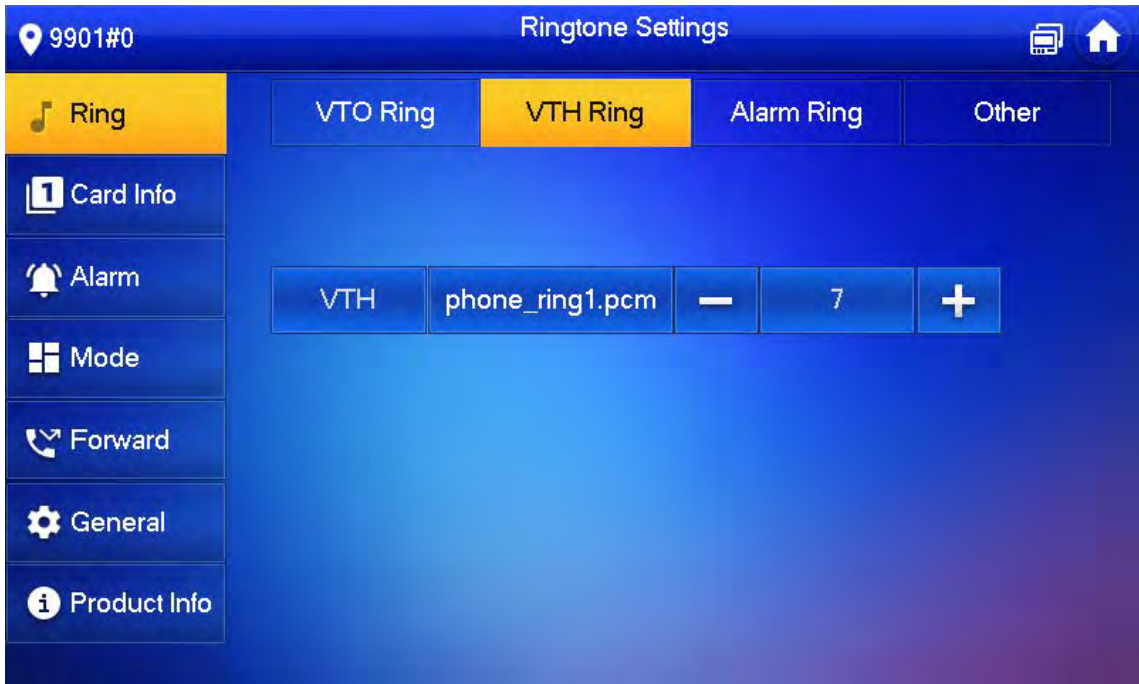 9901#0
Ringtone Settings
Ring
VTO Ring
VTH Ring
Alarm Ring
Other
1 Card Info
Alarm
VTH
phone_ring1.pcm
7
Mode
Forward
General
Product Info